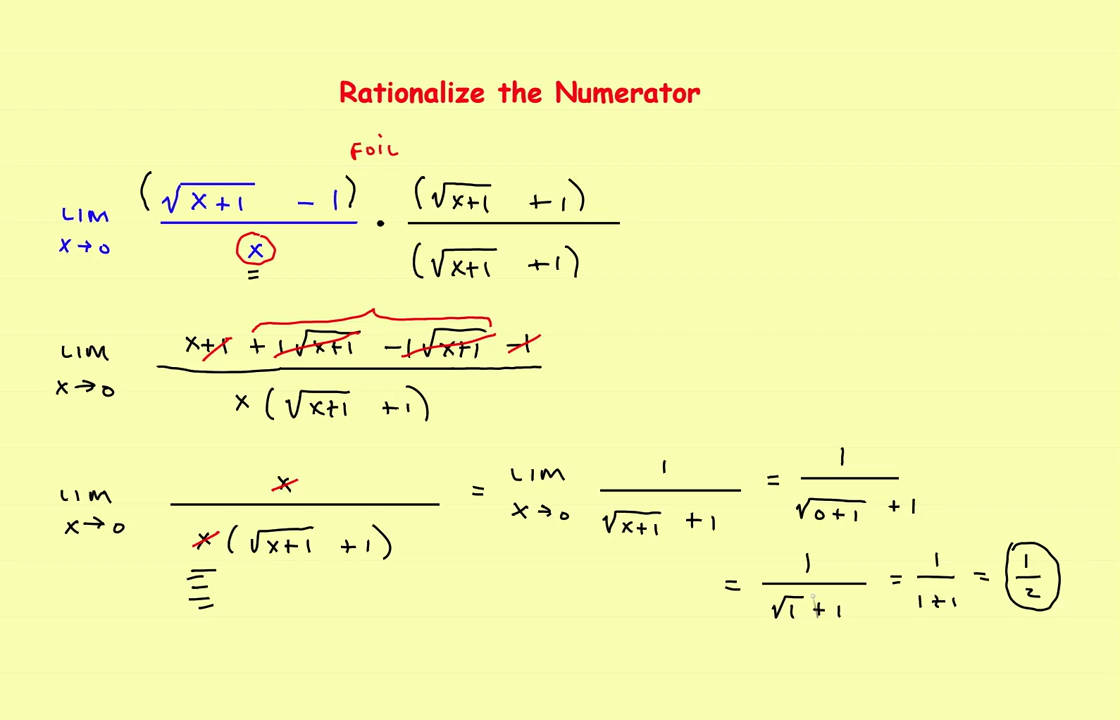 Rationalize the Numerator
FOIL
LIM x→0 (√(x+1) - 1) / x · (√(x+1) + 1) / (√(x+1) + 1)
LIM x→0 (x+1 + 1√(x+1) - 1√(x+1) - 1) / (x(√(x+1) + 1))
LIM x→0 x / (x(√(x+1) + 1)) = LIM x→0 1 / (√(x+1) + 1) = 1 / (√(0+1) + 1)
= 1 / (√1 + 1) = 1 / (1+1) = 1/2